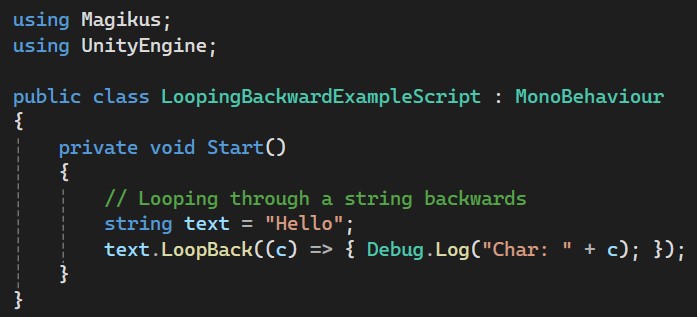 using Magikus;
using UnityEngine;

public class LoopingBackwardExampleScript : MonoBehaviour
{
    private void Start()
    {
        // Looping through a string backwards
        string text = "Hello";
        text.LoopBack((c) => { Debug.Log("Char: " + c); });
    }
}